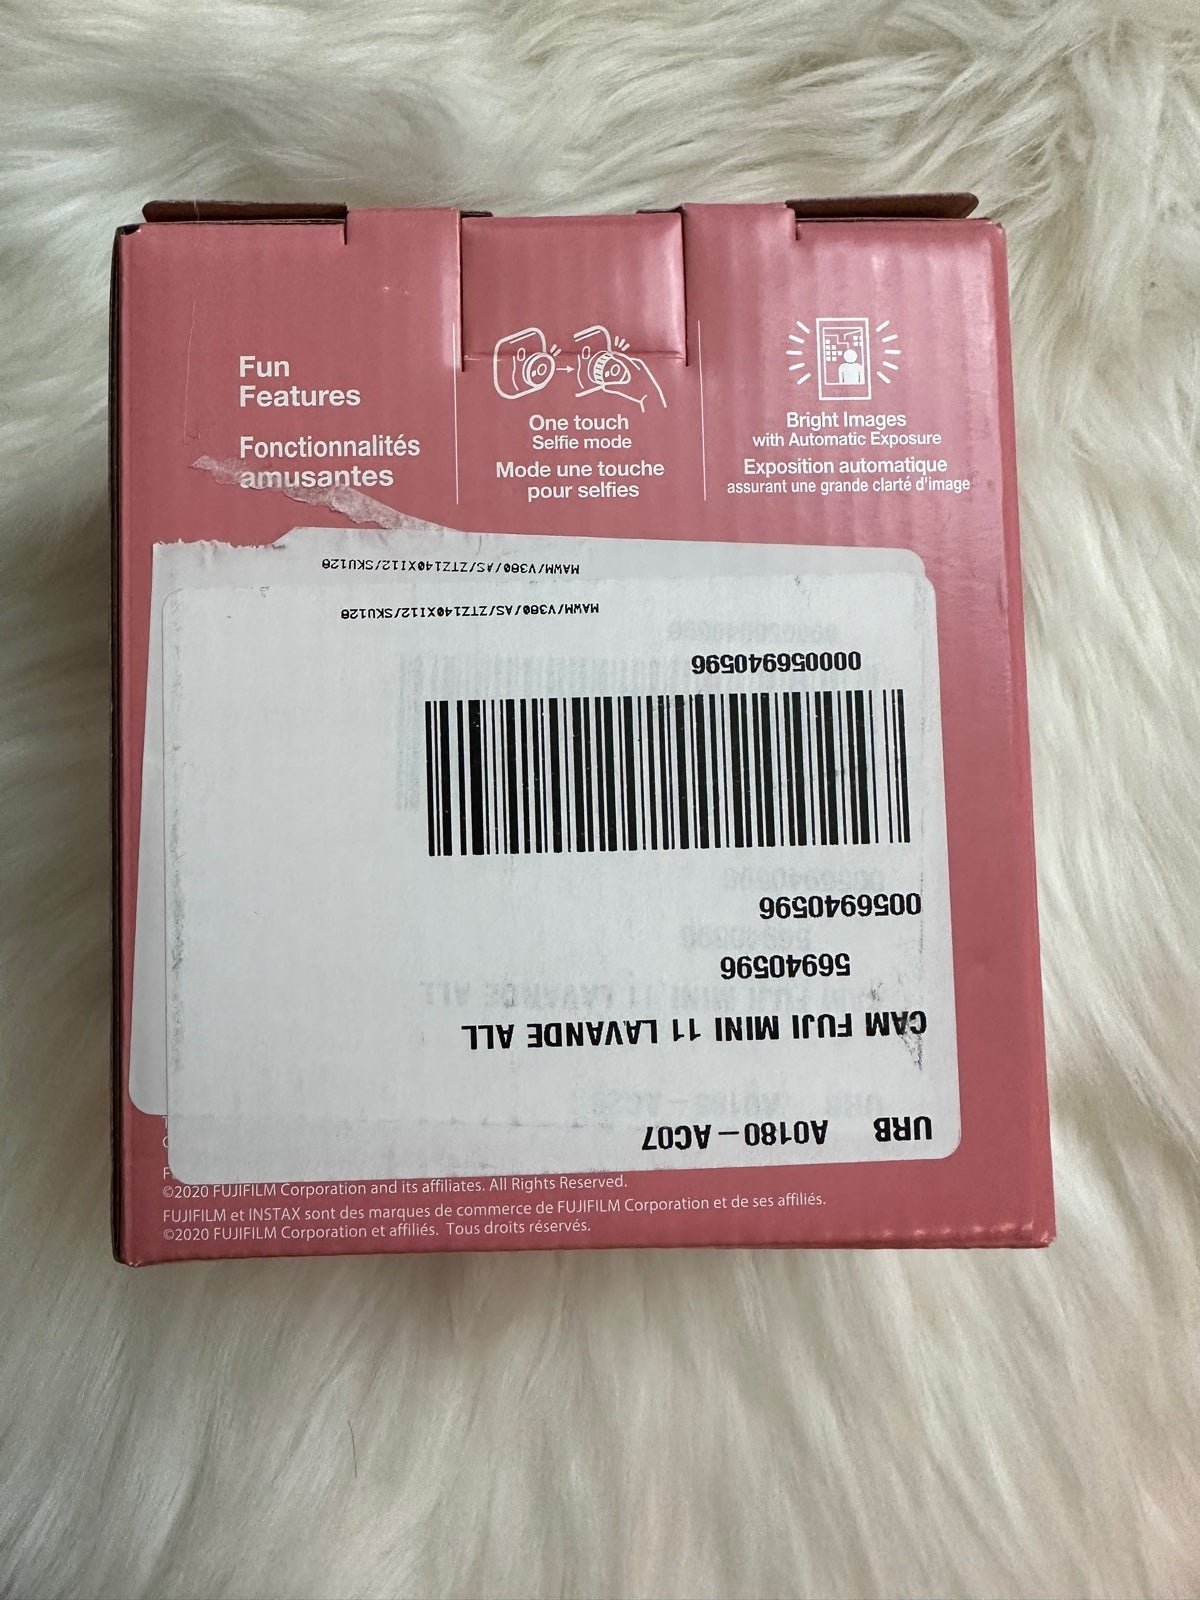 Fun
Features
Fonctionnalités
amusantes
One touch
Selfie mode
Mode une touche
pour selfies
Bright Images
with Automatic Exposure
Exposition automatique
assurant une grande clarté d'image
MAWM/V380/AS/ZTZ140XI12/SKU128
MAWM/V380/AS/ZTZ140XI12/SKU128
000056940596
0056940596
56940596
CAM FUJI MINI 11 LAVANDE ALL
URB A0180-AC07
©2020 FUJIFILM Corporation and its affiliates. All Rights Reserved.
FUJIFILM et INSTAX sont des marques de commerce de FUJIFILM Corporation et de ses affiliés.
©2020 FUJIFILM Corporation et affiliés. Tous droits réservés.